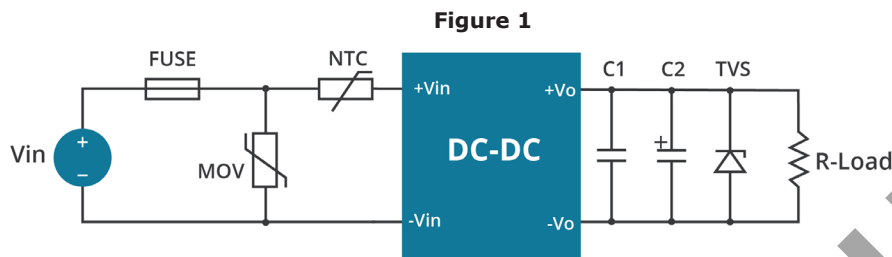 Figure 1
FUSE
NTC
C1
C2
TVS
+Vin
+Vo
Vin
+
−
MOV
DC-DC
+
R-Load
-Vin
-Vo